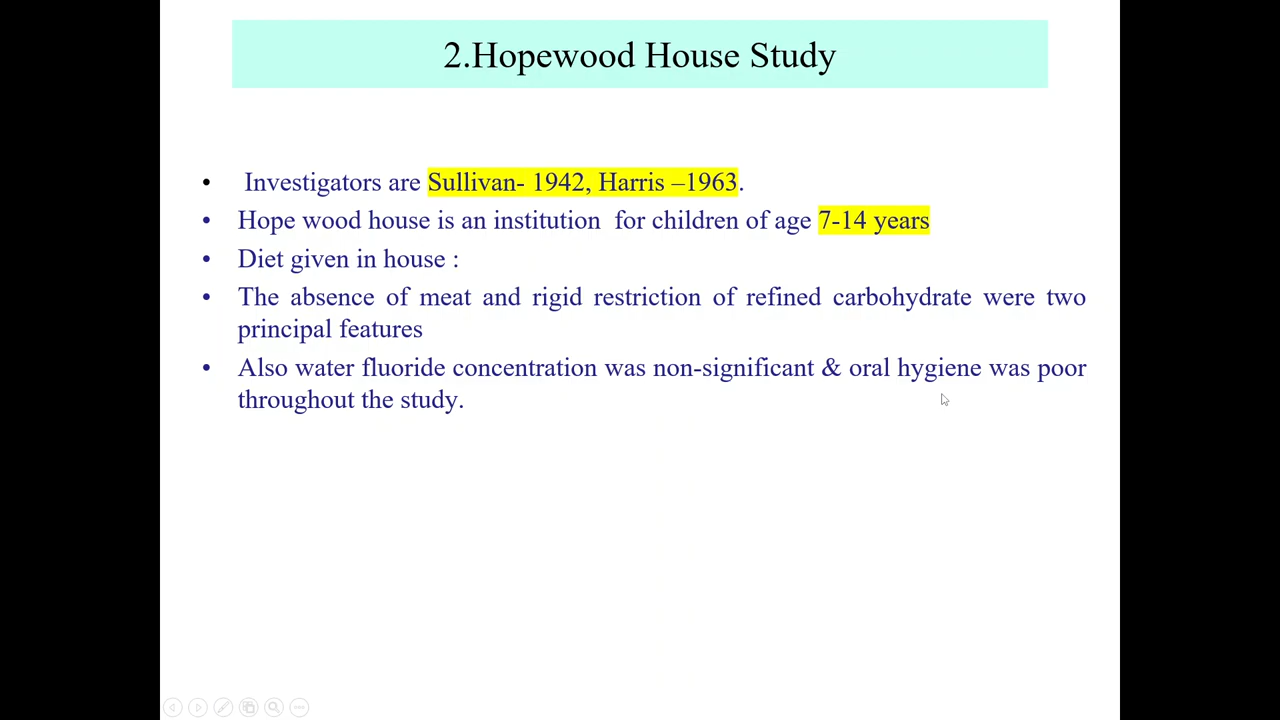 2.Hopewood House Study
• Investigators are Sullivan- 1942, Harris –1963.
• Hope wood house is an institution for children of age 7-14 years
• Diet given in house :
• The absence of meat and rigid restriction of refined carbohydrate were two
principal features
• Also water fluoride concentration was non-significant & oral hygiene was poor
throughout the study.